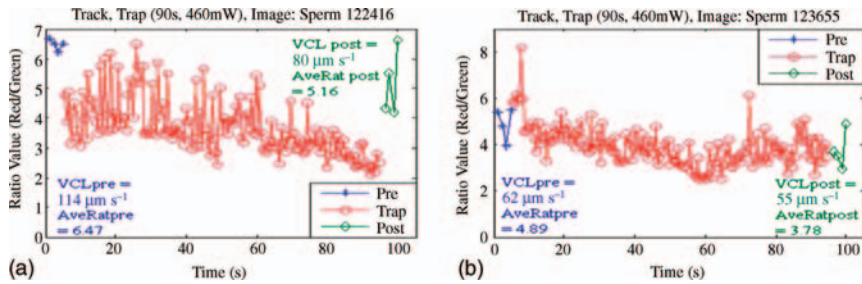 Track, Trap (90s, 460mW), Image: Sperm 122416
7
6
5
4
3
2
1
0
Ratio Value (Red/Green)
VCL post =
80 μm s⁻¹
AveRat post
= 5.16
VCLpre =
114 μm s⁻¹
AveRatpre
= 6.47
Pre
Trap
Post
0 20 40 60 80 100
Time (s)
(a)
Track, Trap (90s, 460mW), Image: Sperm 123655
8
6
4
2
0
Ratio Value (Red/Green)
Pre
Trap
Post
VCLpre =
62 μm s⁻¹
AveRatpre
= 4.89
VCLpost =
55 μm s⁻¹
AveRatpost
= 3.78
0 20 40 60 80 100
Time (s)
(b)